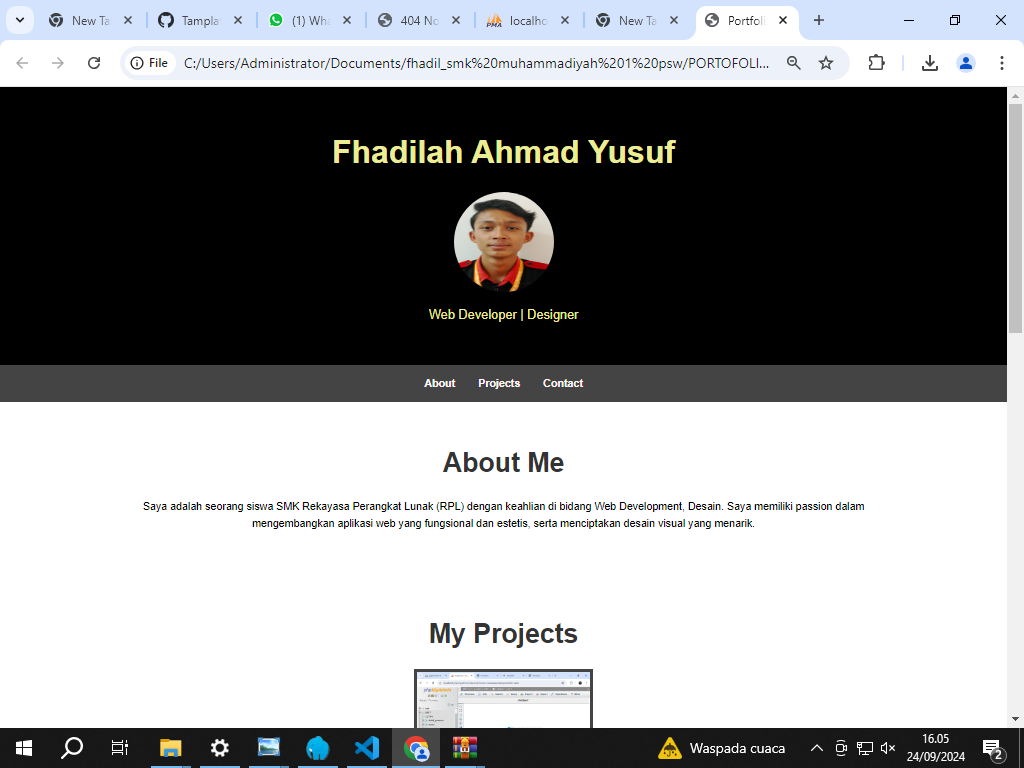 New Ta
Tampla
(1) Wha
404 No
PMA
localho
New Ta
Portfoli
File
C:/Users/Administrator/Documents/fhadil_smk%20muhammadiyah%201%20psw/PORTOFOLI...
Fhadilah Ahmad Yusuf
Web Developer | Designer
About Projects Contact
About Me
Saya adalah seorang siswa SMK Rekayasa Perangkat Lunak (RPL) dengan keahlian di bidang Web Development, Desain. Saya memiliki passion dalam
mengembangkan aplikasi web yang fungsional dan estetis, serta menciptakan desain visual yang menarik.
My Projects
Waspada cuaca
16.05
24/09/2024
2